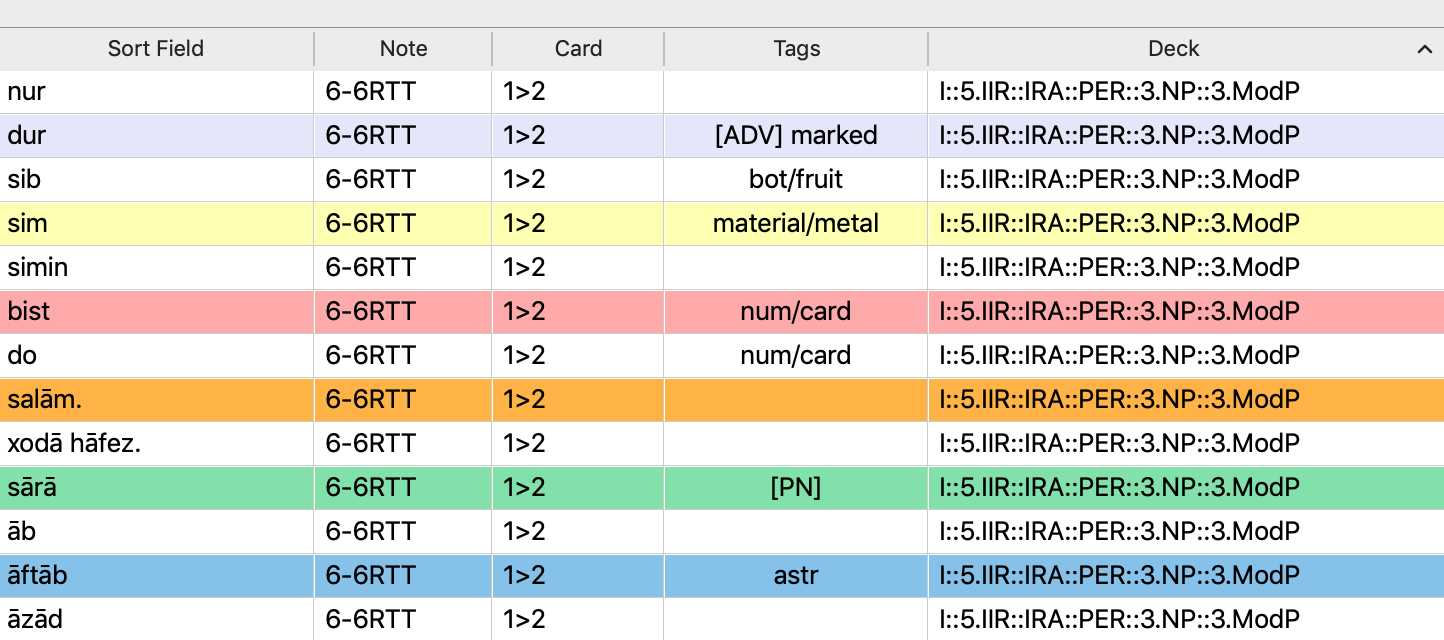 Sort Field Note Card Tags Deck
nur 6-6RTT 1>2 I::5.IIR::IRA::PER::3.NP::3.ModP
dur 6-6RTT 1>2 [ADV] marked I::5.IIR::IRA::PER::3.NP::3.ModP
sib 6-6RTT 1>2 bot/fruit I::5.IIR::IRA::PER::3.NP::3.ModP
sim 6-6RTT 1>2 material/metal I::5.IIR::IRA::PER::3.NP::3.ModP
simin 6-6RTT 1>2 I::5.IIR::IRA::PER::3.NP::3.ModP
bist 6-6RTT 1>2 num/card I::5.IIR::IRA::PER::3.NP::3.ModP
do 6-6RTT 1>2 num/card I::5.IIR::IRA::PER::3.NP::3.ModP
salām. 6-6RTT 1>2 I::5.IIR::IRA::PER::3.NP::3.ModP
xodā hāfez. 6-6RTT 1>2 I::5.IIR::IRA::PER::3.NP::3.ModP
sārā 6-6RTT 1>2 [PN] I::5.IIR::IRA::PER::3.NP::3.ModP
āb 6-6RTT 1>2 I::5.IIR::IRA::PER::3.NP::3.ModP
āftāb 6-6RTT 1>2 astr I::5.IIR::IRA::PER::3.NP::3.ModP
āzād 6-6RTT 1>2 I::5.IIR::IRA::PER::3.NP::3.ModP